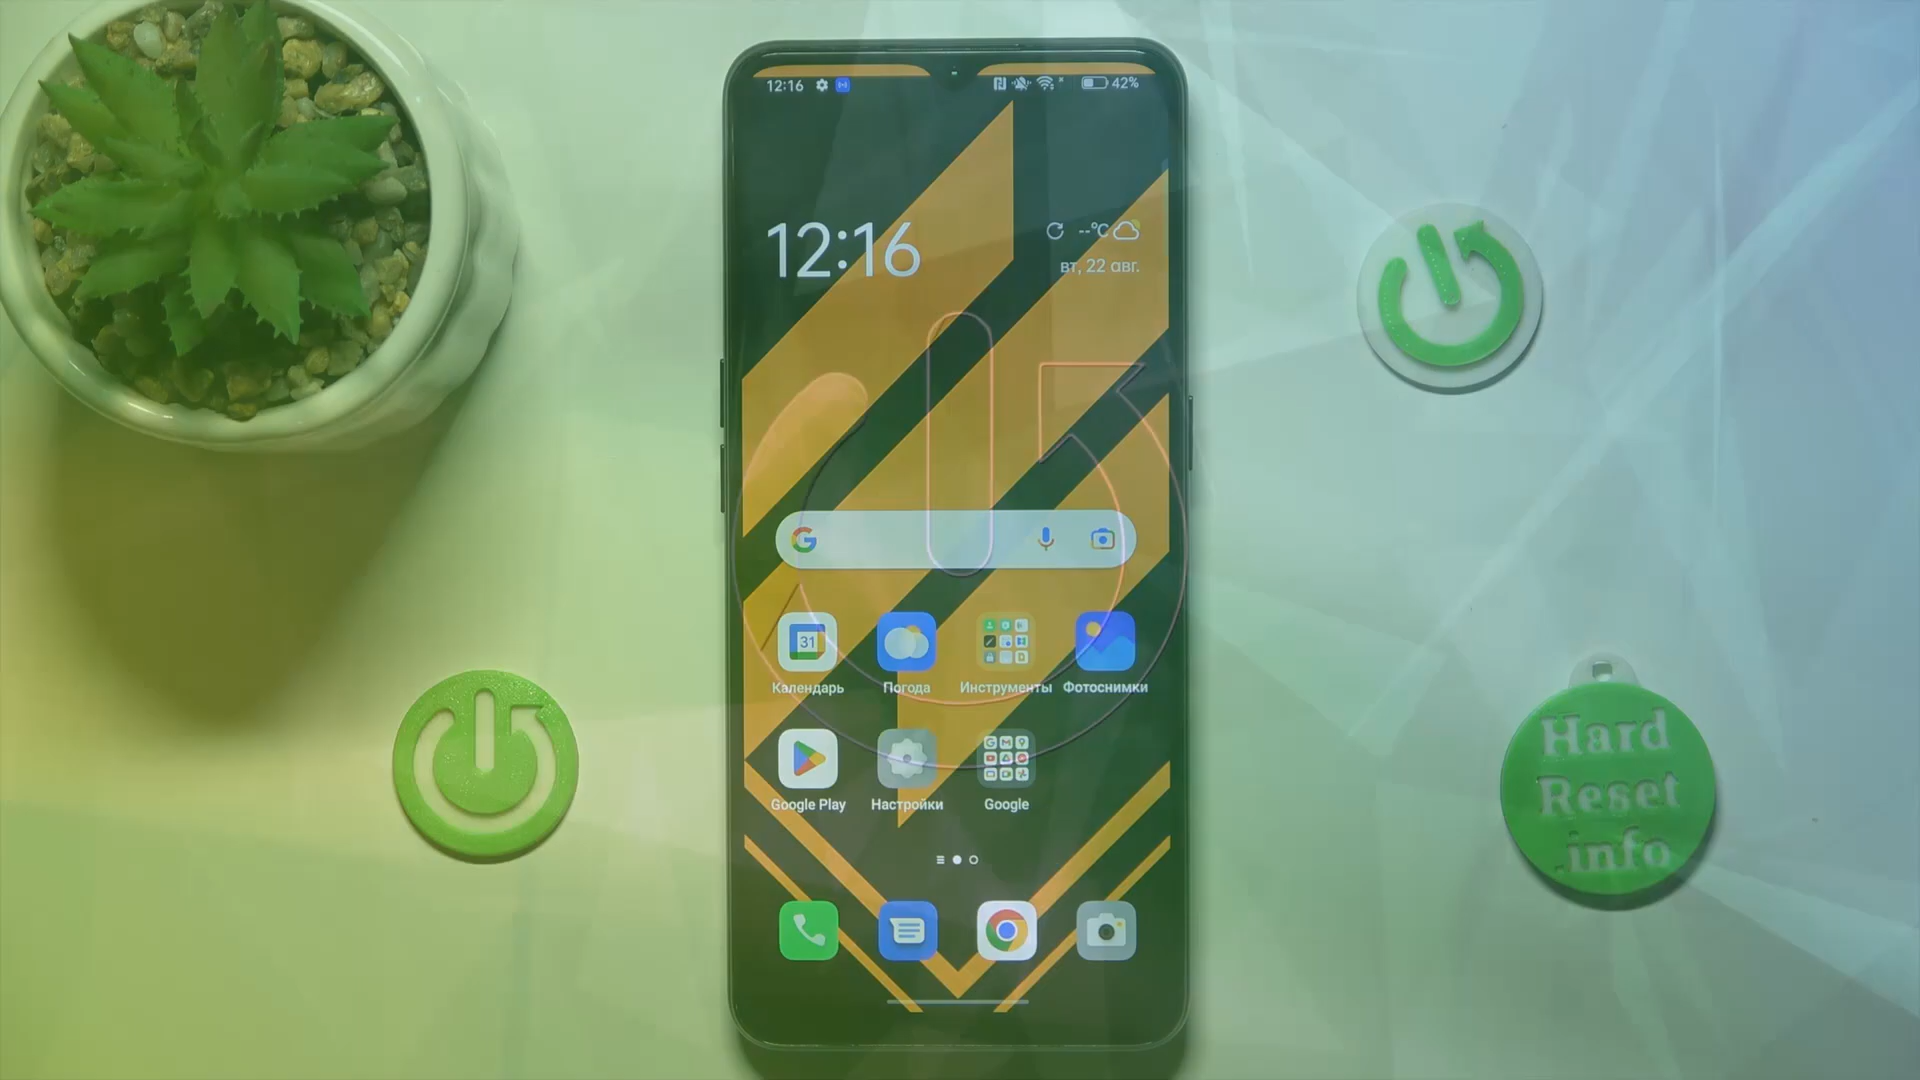 12:16
42%
12:16
--°C
вт, 22 авг.
31
Календарь
Погода
Инструменты
Фотоснимки
Google Play
Настройки
Google
Hard
Reset
.info